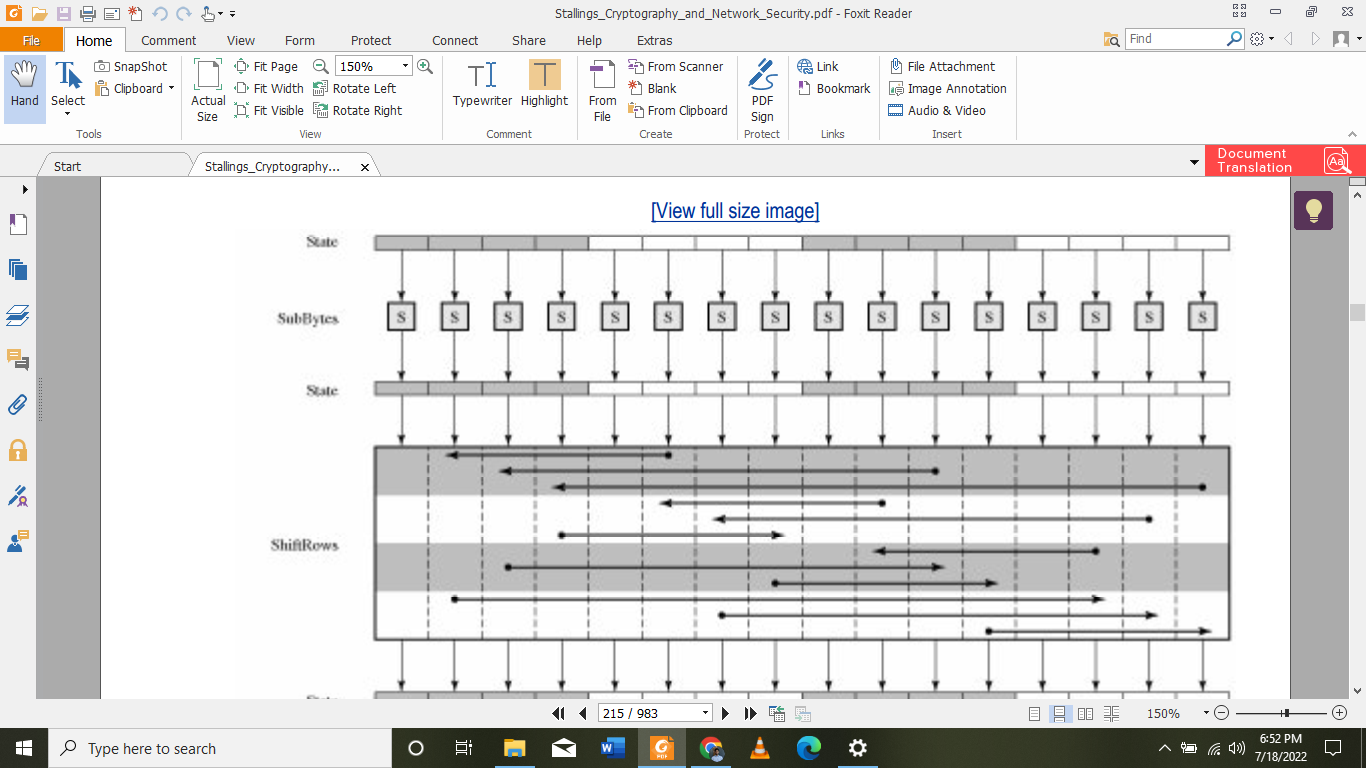 Stallings_Cryptography_and_Network_Security.pdf - Foxit Reader
File Home Comment View Form Protect Connect Share Help Extras Find
Hand
Select
SnapShot
Clipboard
Tools
Actual Size
Fit Page
Fit Width
Fit Visible
150%
Rotate Left
Rotate Right
View
Typewriter
Highlight
Comment
From File
From Scanner
Blank
From Clipboard
Create
PDF Sign
Protect
Link
Bookmark
Links
File Attachment
Image Annotation
Audio & Video
Insert
Start
Stallings_Cryptography...
Document Translation
[View full size image]
State
SubBytes S S S S S S S S S S S S S S S S
State
ShiftRows
215 / 983
150%
Type here to search
6:52 PM
7/18/2022